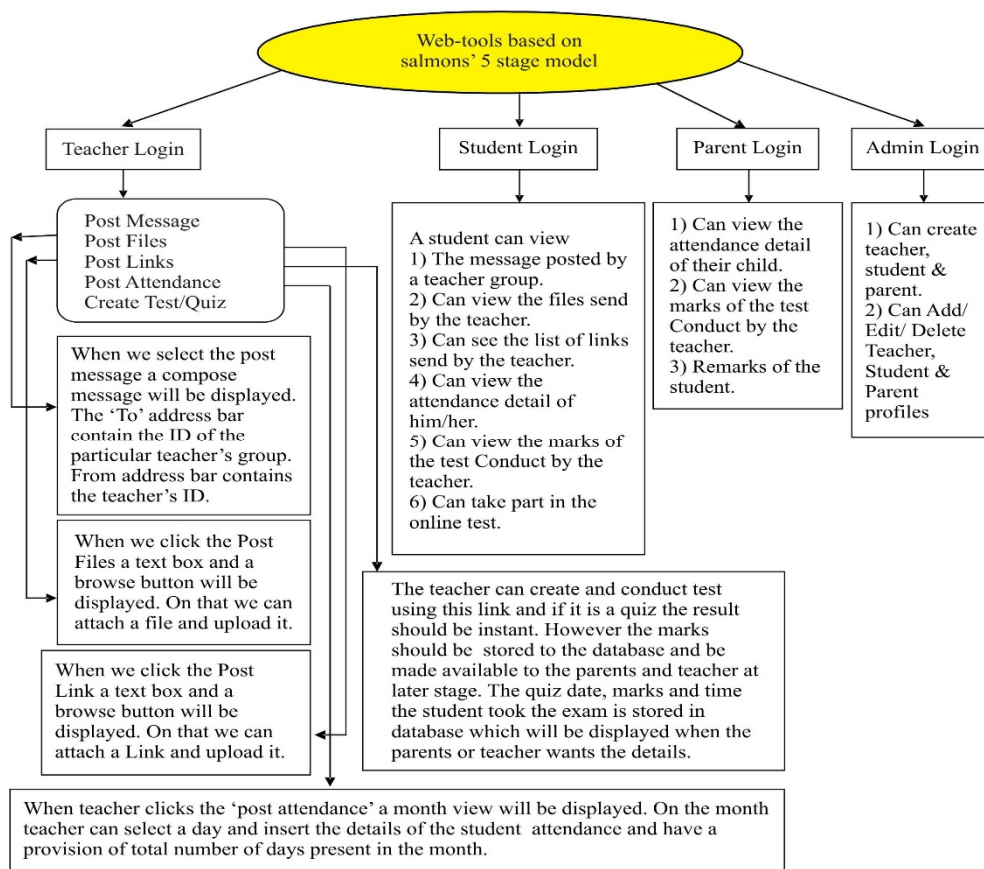 Web-tools based on
salmons’ 5 stage model
Teacher Login
Student Login
Parent Login
Admin Login
Post Message
Post Files
Post Links
Post Attendance
Create Test/Quiz
A student can view
1) The message posted by
a teacher group.
2) Can view the files send
by the teacher.
3) Can see the list of links
send by the teacher.
4) Can view the
attendance detail of
him/her.
5) Can view the marks of
the test Conduct by the
teacher.
6) Can take part in the
online test.
1) Can view the
attendance detail
of their child.
2) Can view the
marks of the test
Conduct by the
teacher.
3) Remarks of the
student.
1) Can create
teacher,
student &
parent.
2) Can Add/
Edit/ Delete
Teacher,
Student &
Parent
profiles
When we select the post
message a compose
message will be displayed.
The ‘To’ address bar
contain the ID of the
particular teacher’s group.
From address bar contains
the teacher’s ID.
When we click the Post
Files a text box and a
browse button will be
displayed. On that we can
attach a file and upload it.
When we click the Post
Link a text box and a
browse button will be
displayed. On that we can
attach a Link and upload it.
The teacher can create and conduct test
using this link and if it is a quiz the result
should be instant. However the marks
should be stored to the database and be
made available to the parents and teacher at
later stage. The quiz date, marks and time
the student took the exam is stored in
database which will be displayed when the
parents or teacher wants the details.
When teacher clicks the ‘post attendance’ a month view will be displayed. On the month
teacher can select a day and insert the details of the student attendance and have a
provision of total number of days present in the month.